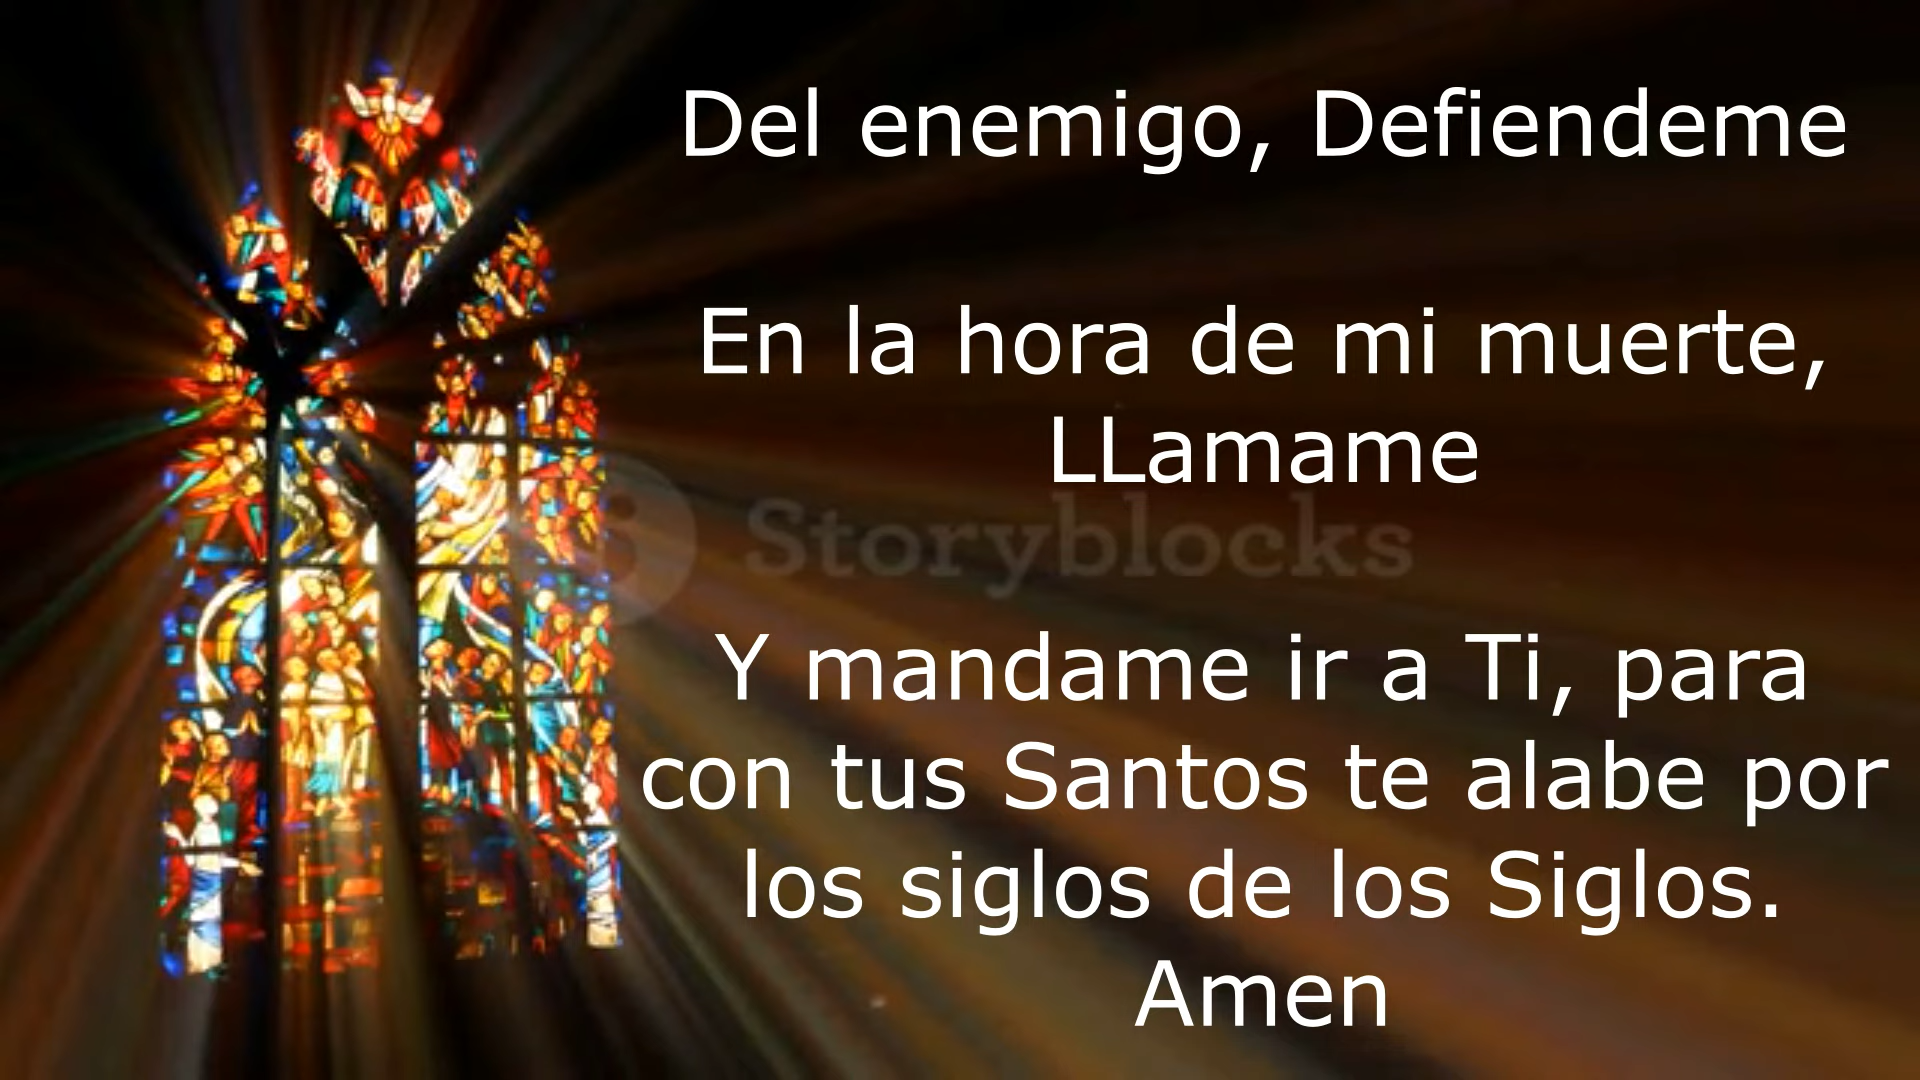 Del enemigo, Defiendeme
En la hora de mi muerte,
LLamame
Storyblocks
Y mandame ir a Ti, para
con tus Santos te alabe por
los siglos de los Siglos.
Amen